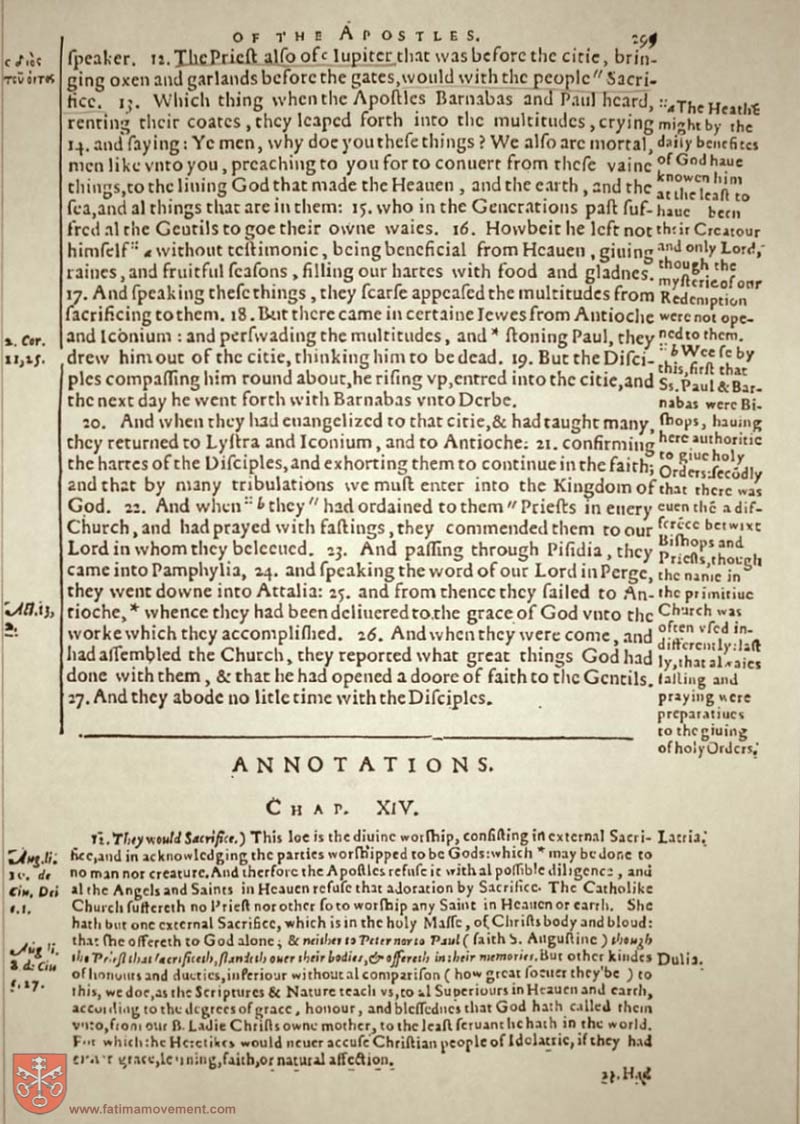 OF THE APOSTLES.
ſpeaker. 12. The Prieſt alſo of c Iupiter that was before the citie, brin-
ging oxen and garlands before the gates, would with the people " Sacri-
fice. 13. Which thing when the Apoſtles Barnabas and Paul heard,
renting their coates, they leaped forth into the multitudes, crying
14. and ſaying: Ye men, why doe you theſe things? We alſo are mortal,
men like vnto you, preaching to you for to conuert from theſe vaine
things, to the liuing God that made the Heauen, and the earth, and the
ſea, and al things that are in them: 15. who in the Generations paſt ſuf-
fred al the Gentils to goe their owne waies. 16. Howbeit he left not
himſelf :: a without teſtimonie, being beneficial from Heauen, giuing
raines, and fruitful ſeaſons, filling our hartes with food and gladnes.
17. And ſpeaking theſe things, they ſcarſe appeaſed the multitudes from
ſacrificing to them. 18. But there came in certaine Iewes from Antioche
and Iconium: and perſwading the multitudes, and * ſtoning Paul, they
drew him out of the citie, thinking him to be dead. 19. But the Diſci-
ples compaſſing him round about, he riſing vp, entred into the citie, and
the next day he went forth with Barnabas vnto Derbe.
20. And when they had euangelized to that citie, & had taught many,
they returned to Lyſtra and Iconium, and to Antioche: 21. confirming
the hartes of the Diſciples, and exhorting them to continue in the faith;
and that by many tribulations we muſt enter into the Kingdom of
God. 22. And when :: b they " had ordained to them " Prieſts in euery
Church, and had prayed with faſtings, they commended them to our
Lord in whom they beleeued. 23. And paſſing through Piſidia, they
came into Pamphylia, 24. and ſpeaking the word of our Lord in Perge,
they went downe into Attalia: 25. and from thence they ſailed to An-
tioche, * whence they had been deliuered to the grace of God vnto the
worke which they accompliſhed. 26. And when they were come, and
had aſſembled the Church, they reported what great things God had
done with them, & that he had opened a doore of faith to the Gentils.
27. And they abode no litle time with the Diſciples.
2. Cor.
11, 25.
Act. 13,
:: a The Heathē
might by the
daily benefites
of God haue
knowen him
at the leaſt to
haue been
their Creatour
and only Lord,
though the
myſterie of our
Redemption
were not ope-
ned to them.
:: b Wee ſe by
this, firſt that
Ss. Paul & Bar-
nabas were Bi-
ſhops, hauing
here authoritie
to giue holy
Orders: ſecōdly
that there was
euen thē a dif-
ferēce betwixt
Biſhops and
Prieſts, though
the name in
the primitiue
Church was
often vſed in-
differently: laſt
ly, that alwaies
faſting and
praying were
preparatiues
to the giuing
of holy Orders.
ANNOTATIONS.
CHAP. XIV.
12. They would Sacrifice.) This loe is the diuine worſhip, conſiſting in external Sacri-
fice, and in acknowledging the parties worſhipped to be Gods: which * may be done to
no man nor creature. And therfore the Apoſtles refuſe it with al poſſible diligence, and
al the Angels and Saints in Heauen refuſe that adoration by Sacrifice. The Catholike
Church ſuffereth no Prieſt nor other ſo to worſhip any Saint in Heauen or earth. She
hath but one external Sacrifice, which is in the holy Maſſe, of Chriſts body and bloud:
that ſhe offereth to God alone; & neither to Peter nor to Paul (ſaith S. Auguſtine) though
the Prieſt that ſacrificeth, ſtandeth ouer their bodies, & offereth in their memories. But other kindes
of honours and dueties, inferiour without al compariſon (how great ſoeuer they be) to
this, we doe, as the Scriptures & Nature teach vs, to al Superiours in Heauen and earth,
according to the degrees of grace, honour, and bleſſednes that God hath called them
vnto, from our B. Ladie Chriſts owne mother, to the leaſt ſeruant he hath in the world.
For which the Heretikes would neuer accuſe Chriſtian people of Idolatrie, if they had
grace, learning, faith, or natural affection.
Aug. li.
10. de
Ciu. Dei
c. 1.
Aug. li.
8. de Ciu
c. 27.
Latria.
Dulia.
www.fatimamovement.com